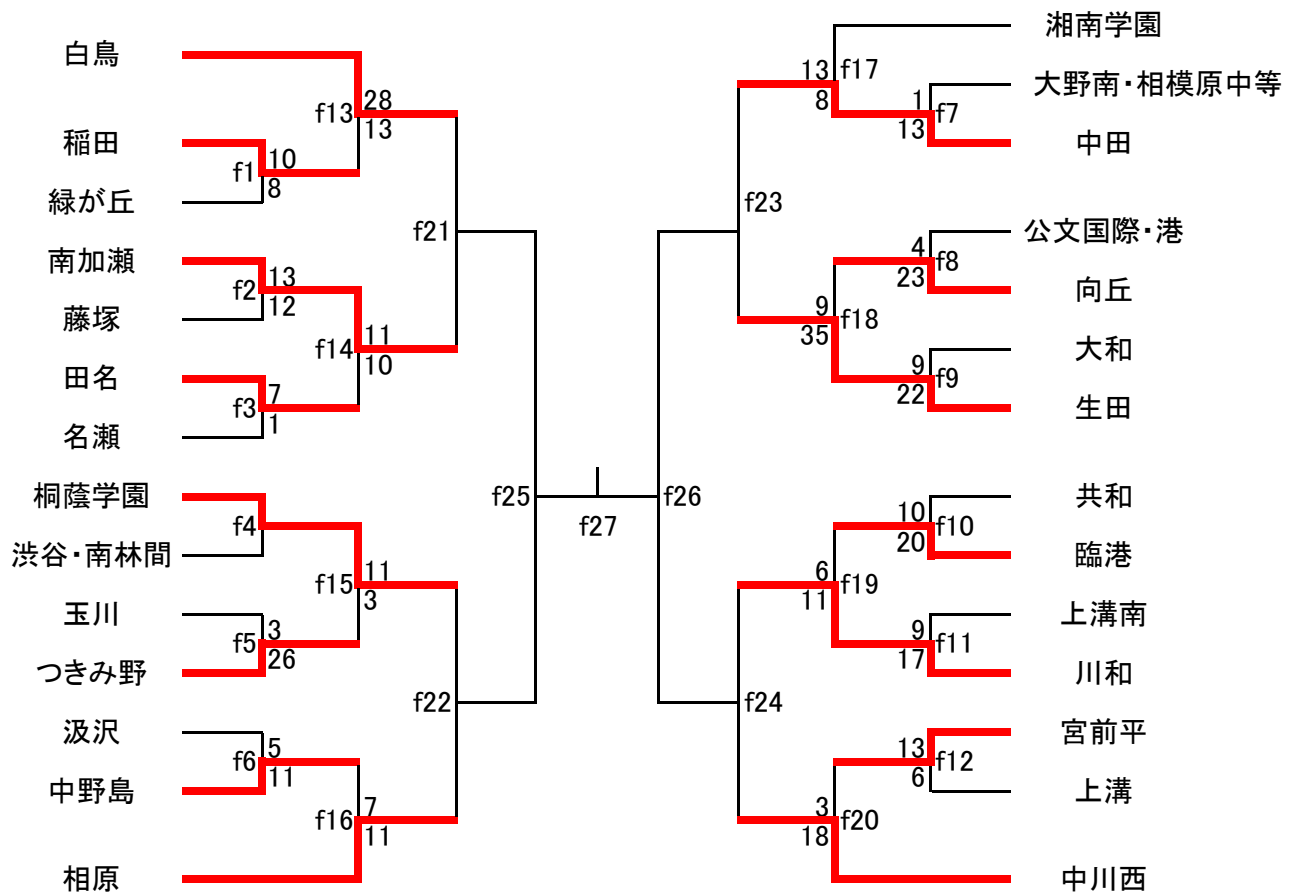 白鳥
28
f13
13
稲田
10
f1
8
緑が丘
f21
南加瀬
13
f2
12
藤塚
11
f14
10
田名
7
f3
1
名瀬
桐蔭学園
f4
渋谷・南林間
11
f15
3
玉川
3
f5
26
つきみ野
f22
汲沢
5
f6
11
中野島
7
f16
11
相原
f25
f27
f26
湘南学園
13
f17
8
大野南・相模原中等
1
f7
13
中田
f23
公文国際・港
4
f8
23
向丘
9
f18
35
大和
9
f9
22
生田
共和
10
f10
20
臨港
6
f19
11
上溝南
9
f11
17
川和
f24
宮前平
13
f12
6
上溝
3
f20
18
中川西